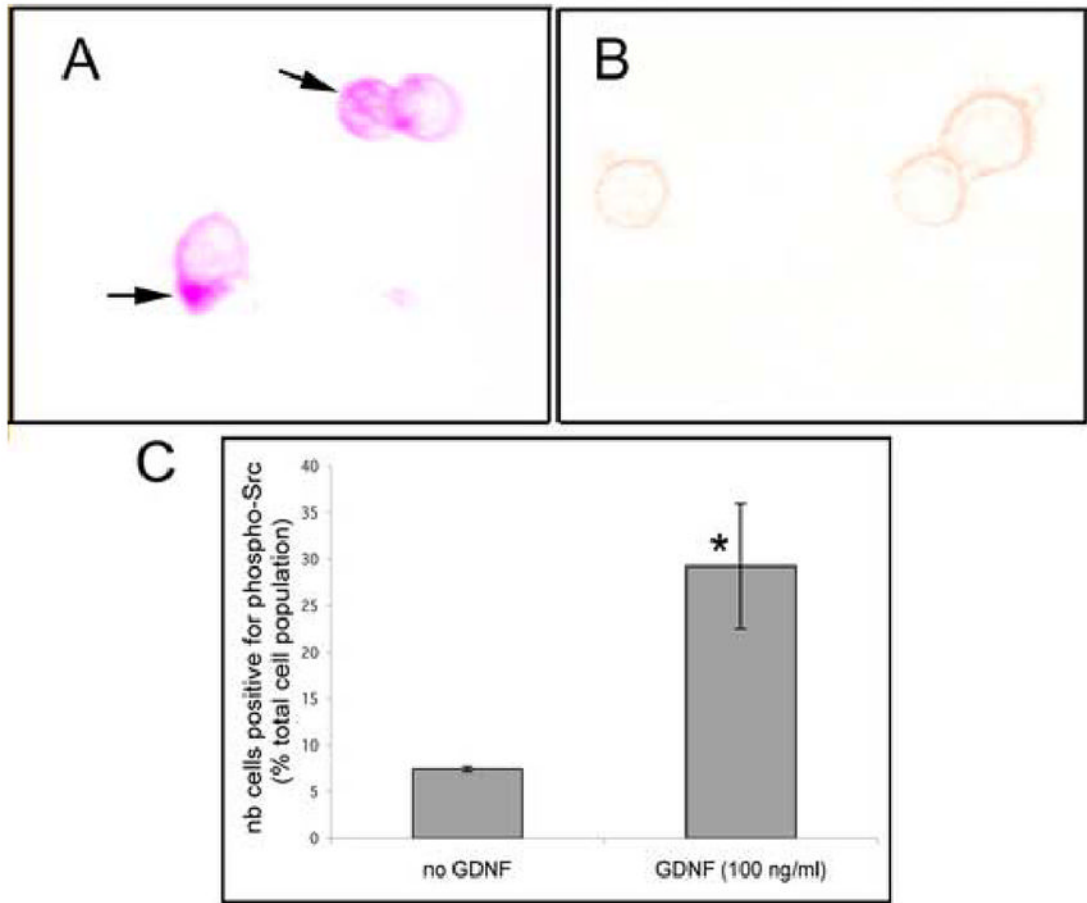 A
B
C
nb cells positive for phospho-Src
(% total cell population)
40
35
30
25
20
15
10
5
0
*
no GDNF
GDNF (100 ng/ml)